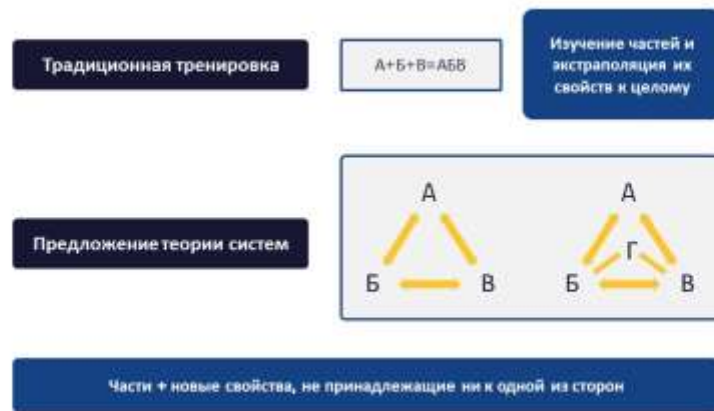 Традиционная тренировка
А+Б+В=АБВ
Изучение частей и
экстраполяция их
свойств к целому
Предложение теории систем
А
Б
В
А
Г
Б
В
Части + новые свойства, не принадлежащие ни к одной из сторон